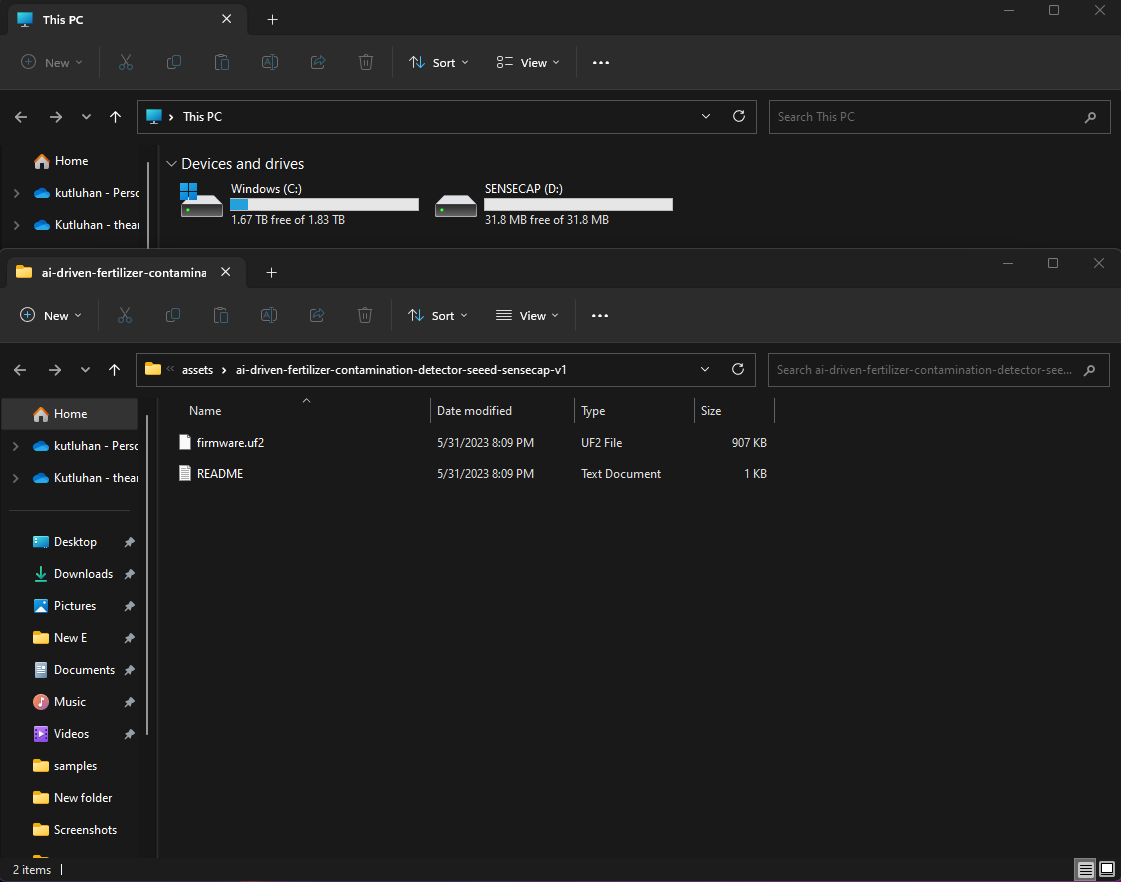 This PC
New
Sort
View
This PC
Search This PC
Home
kutluhan - Perso
Kutluhan - thear
Devices and drives
Windows (C:)
1.67 TB free of 1.83 TB
SENSECAP (D:)
31.8 MB free of 31.8 MB
ai-driven-fertilizer-contamina
New
Sort
View
assets
ai-driven-fertilizer-contamination-detector-seeed-sensecap-v1
Search ai-driven-fertilizer-contamination-detector-see...
Home
kutluhan - Perso
Kutluhan - thear
Desktop
Downloads
Pictures
New E
Documents
Music
Videos
samples
New folder
Screenshots
Name Date modified Type Size
firmware.uf2 5/31/2023 8:09 PM UF2 File 907 KB
README 5/31/2023 8:09 PM Text Document 1 KB
2 items